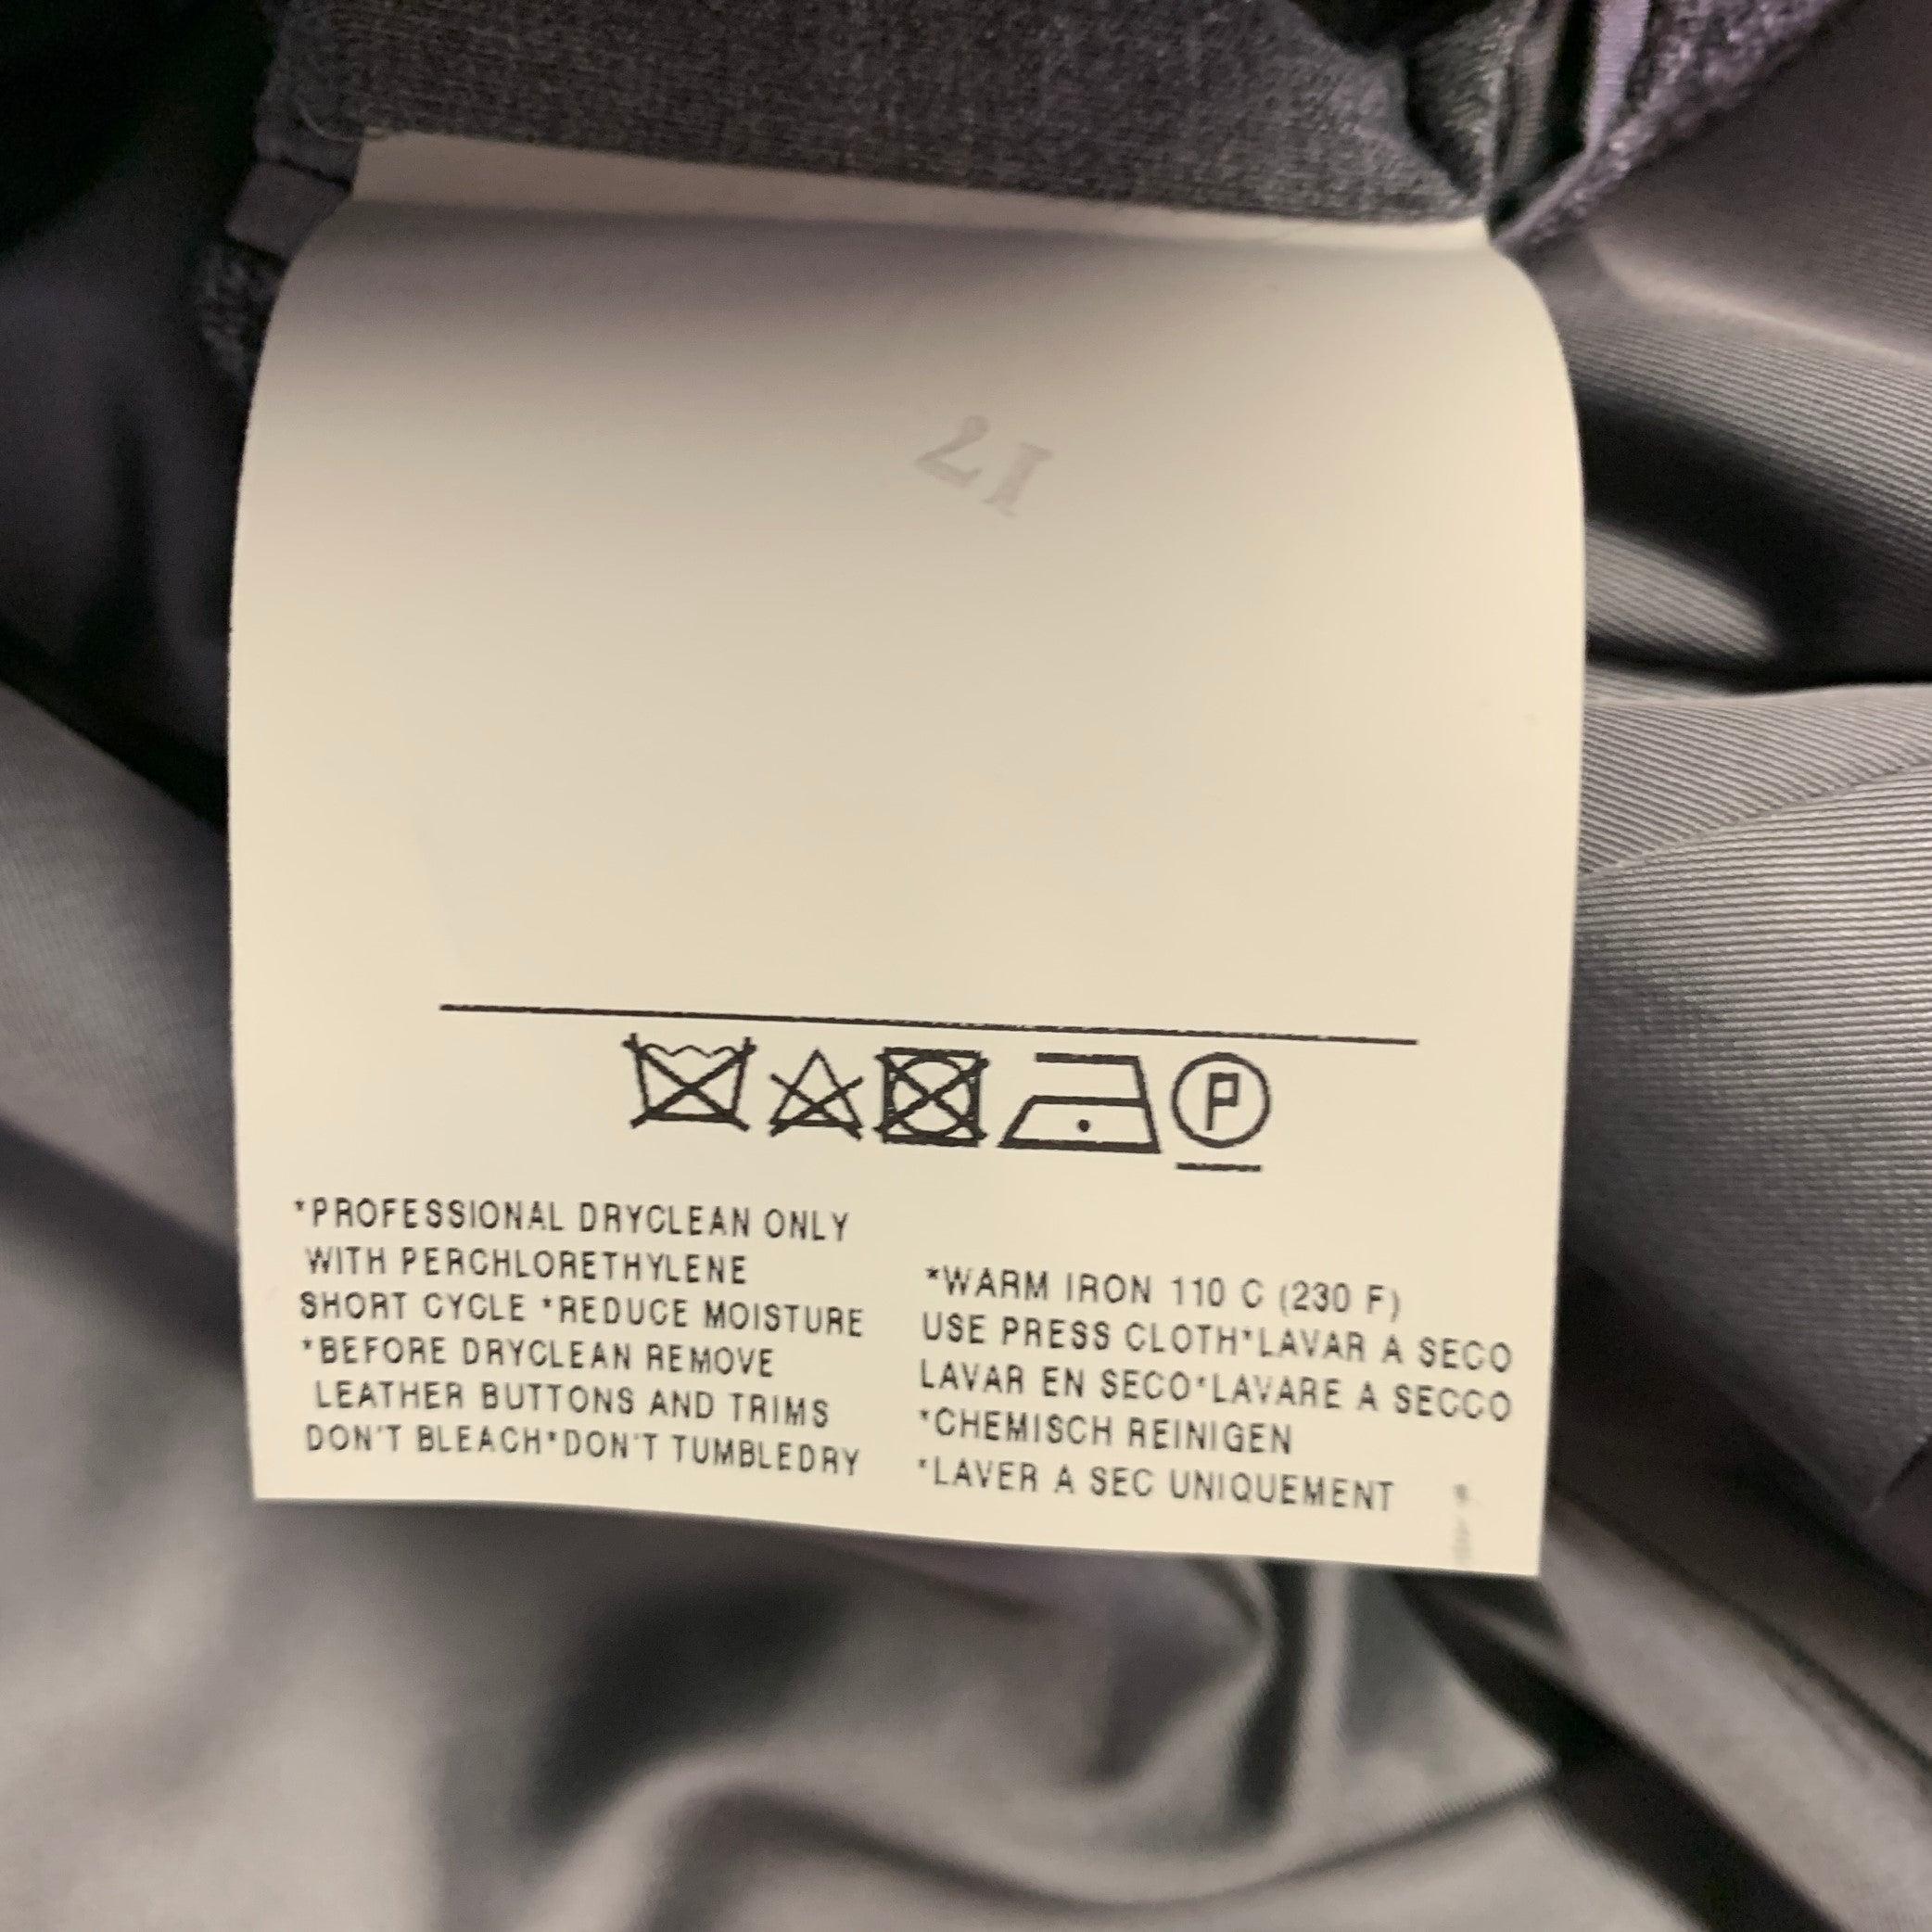 17
P
*PROFESSIONAL DRYCLEAN ONLY
WITH PERCHLORETHYLENE
SHORT CYCLE *REDUCE MOISTURE
*BEFORE DRYCLEAN REMOVE
LEATHER BUTTONS AND TRIMS
DON'T BLEACH*DON'T TUMBLEDRY
*WARM IRON 110 C (230 F)
USE PRESS CLOTH*LAVAR A SECO
LAVAR EN SECO*LAVARE A SECCO
*CHEMISCH REINIGEN
*LAVER A SEC UNIQUEMENT